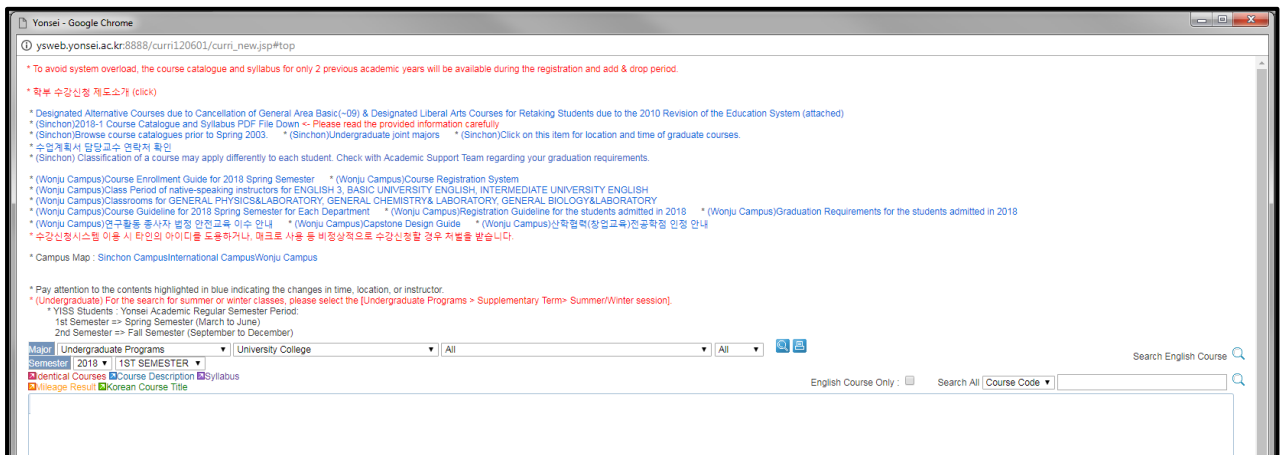 Yonsei - Google Chrome
ysweb.yonsei.ac.kr:8888/curri120601/curri_new.jsp#top
* To avoid system overload, the course catalogue and syllabus for only 2 previous academic years will be available during the registration and add & drop period.
* 학부 수강신청 제도소개 (click)
* Designated Alternative Courses due to Cancellation of General Area Basic(~09) & Designated Liberal Arts Courses for Retaking Students due to the 2010 Revision of the Education System (attached)
* (Sinchon)2018-1 Course Catalogue and Syllabus PDF File Down <- Please read the provided information carefully
* (Sinchon)Browse course catalogues prior to Spring 2003. * (Sinchon)Undergraduate joint majors * (Sinchon)Click on this item for location and time of graduate courses.
* 수업계획서 담당교수 연락처 확인
* (Sinchon) Classification of a course may apply differently to each student. Check with Academic Support Team regarding your graduation requirements.
* (Wonju Campus)Course Enrollment Guide for 2018 Spring Semester * (Wonju Campus)Course Registration System
* (Wonju Campus)Class Period of native-speaking instructors for ENGLISH 3, BASIC UNIVERSITY ENGLISH, INTERMEDIATE UNIVERSITY ENGLISH
* (Wonju Campus)Classrooms for GENERAL PHYSICS&LABORATORY, GENERAL CHEMISTRY& LABORATORY, GENERAL BIOLOGY&LABORATORY
* (Wonju Campus)Course Guideline for 2018 Spring Semester for Each Department * (Wonju Campus)Registration Guideline for the students admitted in 2018 * (Wonju Campus)Graduation Requirements for the students admitted in 2018
* (Wonju Campus)연구활동 종사자 법정 안전교육 이수 안내 * (Wonju Campus)Capstone Design Guide * (Wonju Campus)산학협력(창업교육)전공학점 인정 안내
* 수강신청시스템 이용 시 타인의 아이디를 도용하거나, 매크로 사용 등 비정상적으로 수강신청할 경우 처벌을 받습니다.
* Campus Map : Sinchon CampusInternational CampusWonju Campus
* Pay attention to the contents highlighted in blue indicating the changes in time, location, or instructor.
* (Undergraduate) For the search for summer or winter classes, please select the [Undergraduate Programs > Supplementary Term> Summer/Winter session].
* YISS Students : Yonsei Academic Regular Semester Period:
1st Semester => Spring Semester (March to June)
2nd Semester => Fall Semester (September to December)
Major Undergraduate Programs University College All All
Search English Course
Semester 2018 1ST SEMESTER
Identical Courses Course Description Syllabus
Mileage Result Korean Course Title
English Course Only : Search All Course Code